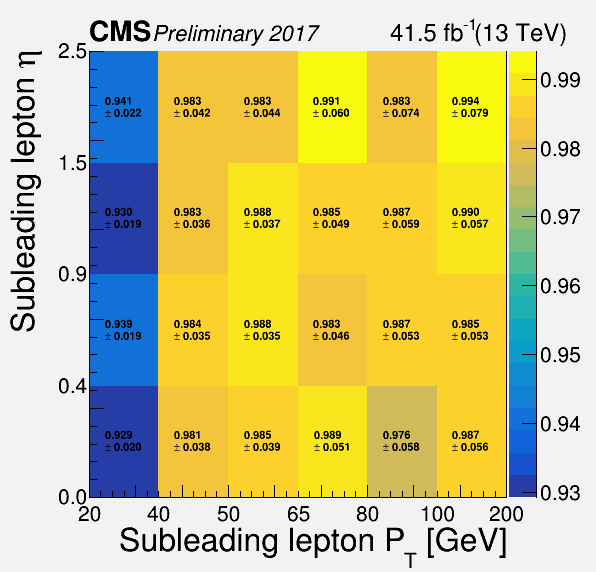 CMS Preliminary 2017 41.5 fb-1(13 TeV)
Subleading lepton η
2.5
1.5
0.9
0.4
0.0
0.941 0.983 0.983 0.991 0.983 0.994
± 0.022 ± 0.042 ± 0.044 ± 0.060 ± 0.074 ± 0.079
0.930 0.983 0.988 0.985 0.987 0.990
± 0.019 ± 0.036 ± 0.037 ± 0.049 ± 0.059 ± 0.057
0.939 0.984 0.988 0.983 0.987 0.985
± 0.019 ± 0.035 ± 0.035 ± 0.046 ± 0.053 ± 0.053
0.929 0.981 0.985 0.989 0.976 0.987
± 0.020 ± 0.038 ± 0.039 ± 0.051 ± 0.058 ± 0.056
20 40 50 65 80 100 200
Subleading lepton PT [GeV]
0.99
0.98
0.97
0.96
0.95
0.94
0.93